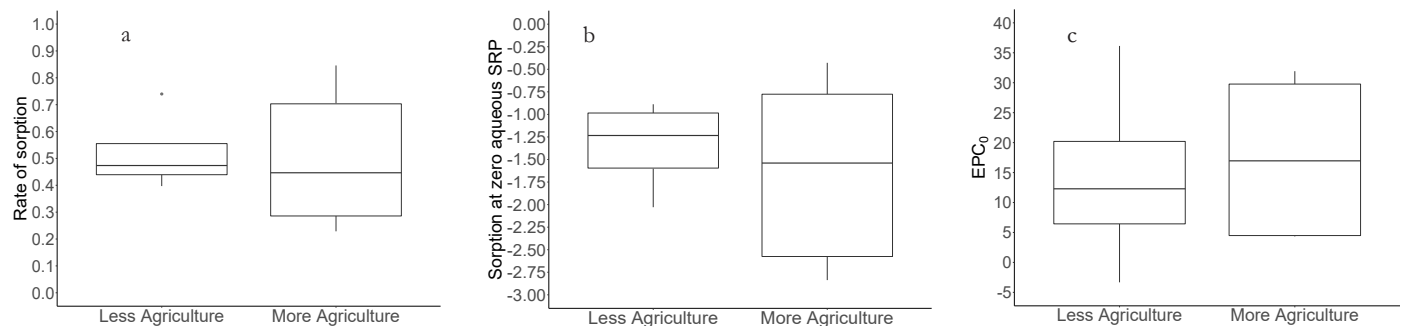 a
Rate of sorption
1.0
0.9
0.8
0.7
0.6
0.5
0.4
0.3
0.2
0.1
0.0
Less Agriculture
More Agriculture
b
Sorption at zero aqueous SRP
0.00
-0.25
-0.50
-0.75
-1.00
-1.25
-1.50
-1.75
-2.00
-2.25
-2.50
-2.75
-3.00
Less Agriculture
More Agriculture
c
EPC₀
40
35
30
25
20
15
10
5
0
-5
Less Agriculture
More Agriculture